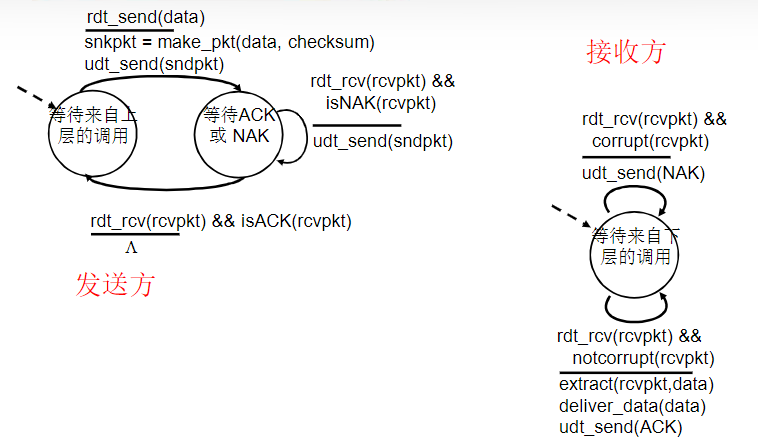 rdt_send(data)
snkpkt = make_pkt(data, checksum)
udt_send(sndpkt)
等待来自上
层的调用
等待ACK
或 NAK
rdt_rcv(rcvpkt) &&
isNAK(rcvpkt)
udt_send(sndpkt)
rdt_rcv(rcvpkt) && isACK(rcvpkt)
Λ
发送方
接收方
rdt_rcv(rcvpkt) &&
corrupt(rcvpkt)
udt_send(NAK)
等待来自下
层的调用
rdt_rcv(rcvpkt) &&
notcorrupt(rcvpkt)
extract(rcvpkt,data)
deliver_data(data)
udt_send(ACK)